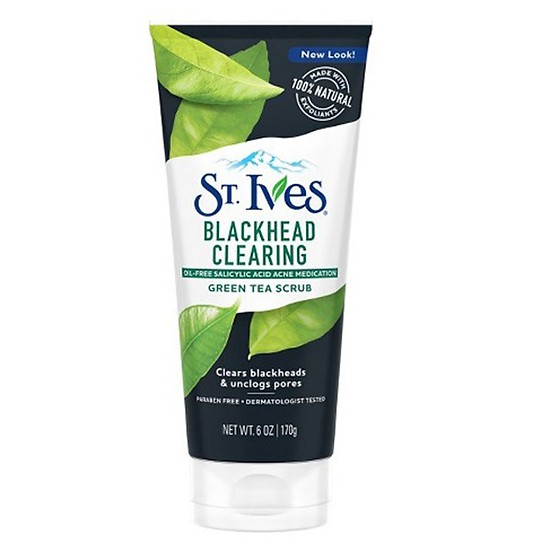 New Look!
MADE WITH
100% NATURAL
EXFOLIANTS
ST. IVES®
BLACKHEAD
CLEARING
OIL-FREE SALICYLIC ACID ACNE MEDICATION
GREEN TEA SCRUB
Clears blackheads
& unclogs pores
PARABEN FREE • DERMATOLOGIST TESTED
NET WT. 6 OZ | 170g